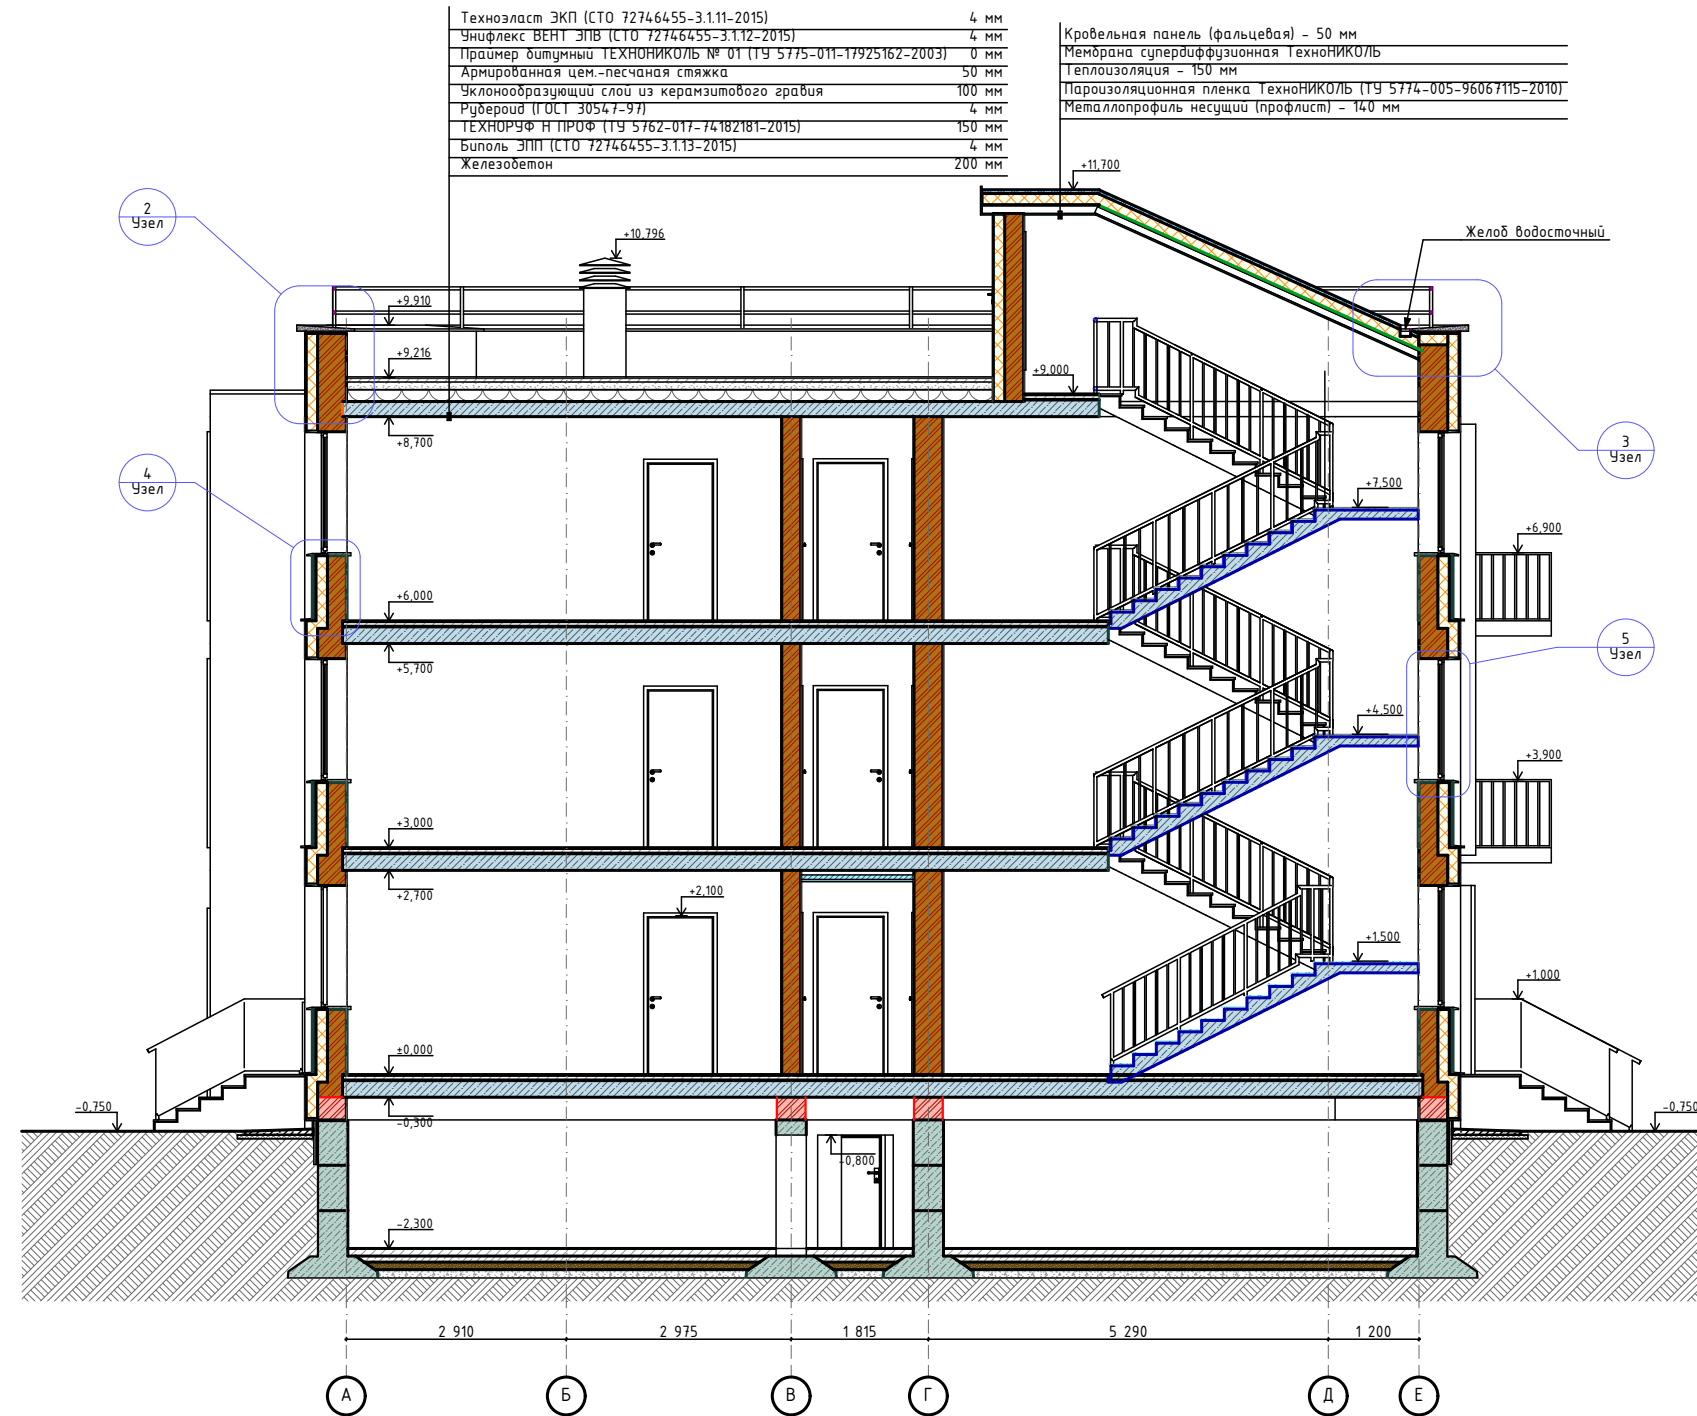 Техноэласт ЭКП (СТО 72746455-3.1.11-2015) 4 мм
Унифлекс ВЕНТ ЭПВ (СТО 72746455-3.1.12-2015) 4 мм
Праймер битумный ТЕХНОНИКОЛЬ № 01 (ТУ 5775-011-17925162-2003) 0 мм
Армированная цем.-песчаная стяжка 50 мм
Уклонообразующий слой из керамзитового гравия 100 мм
Рубероид (ГОСТ 30547-97) 4 мм
ТЕХНОРУФ Н ПРОФ (ТУ 5762-017-74182181-2015) 150 мм
Биполь ЭПП (СТО 72746455-3.1.13-2015) 4 мм
Железобетон 200 мм
Кровельная панель (фальцевая) - 50 мм
Мембрана супердиффузионная ТехноНИКОЛЬ
Теплоизоляция - 150 мм
Пароизоляционная пленка ТехноНИКОЛЬ (ТУ 5774-005-96067115-2010)
Металлопрофиль несущий (профлист) - 140 мм
+11,700
2
Узел
+10,796
Желоб водосточный
+9,910
+9,216
+9,000
+8,700
3
Узел
4
Узел
+7,500
+6,900
+6,000
+5,700
5
Узел
+4,500
+3,900
+3,000
+2,700
+2,100
+1,500
+1,000
±0,000
-0,750
-0,750
-0,300
-0,800
-2,300
2 910
2 975
1 815
5 290
1 200
А
Б
В
Г
Д
Е